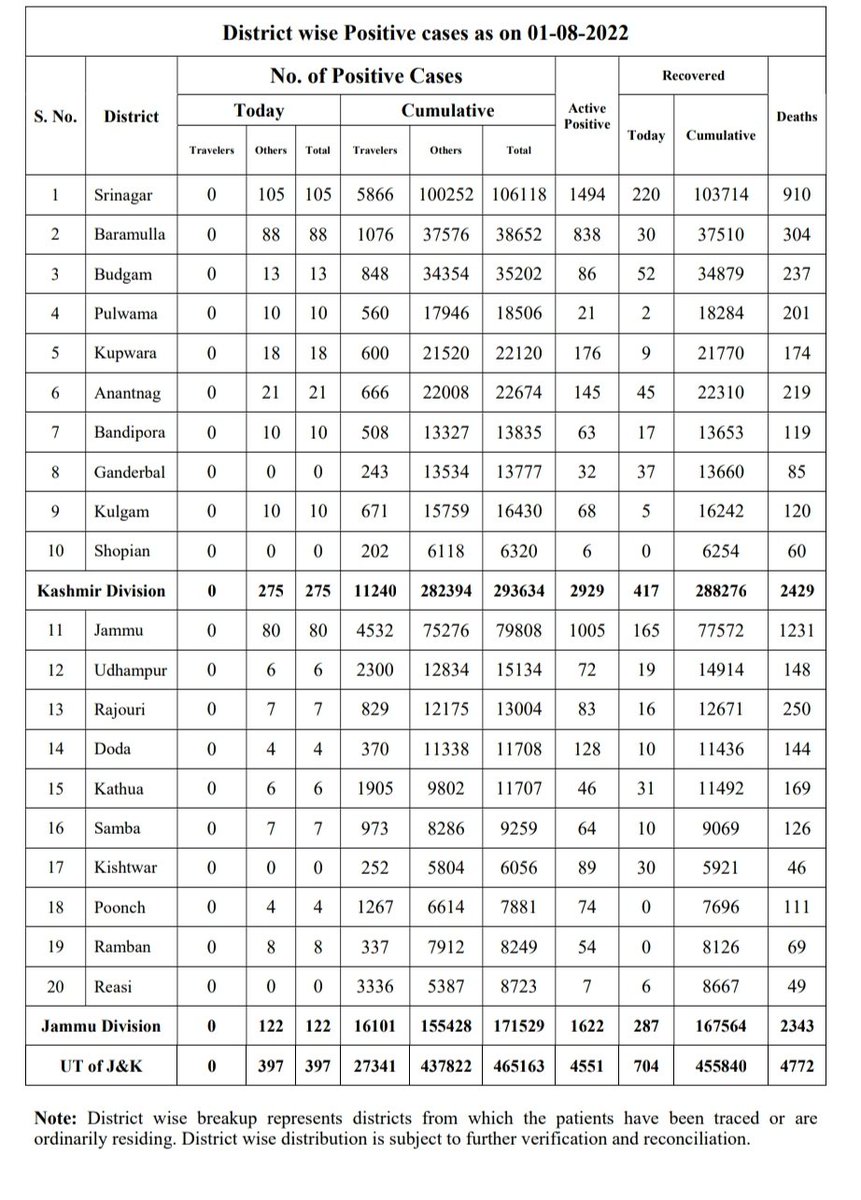 District wise Positive cases as on 01-08-2022
S. No. District No. of Positive Cases Active Positive Recovered Deaths
Today Cumulative Today Cumulative
Travelers Others Total Travelers Others Total
1 Srinagar 0 105 105 5866 100252 106118 1494 220 103714 910
2 Baramulla 0 88 88 1076 37576 38652 838 30 37510 304
3 Budgam 0 13 13 848 34354 35202 86 52 34879 237
4 Pulwama 0 10 10 560 17946 18506 21 2 18284 201
5 Kupwara 0 18 18 600 21520 22120 176 9 21770 174
6 Anantnag 0 21 21 666 22008 22674 145 45 22310 219
7 Bandipora 0 10 10 508 13327 13835 63 17 13653 119
8 Ganderbal 0 0 0 243 13534 13777 32 37 13660 85
9 Kulgam 0 10 10 671 15759 16430 68 5 16242 120
10 Shopian 0 0 0 202 6118 6320 6 0 6254 60
Kashmir Division 0 275 275 11240 282394 293634 2929 417 288276 2429
11 Jammu 0 80 80 4532 75276 79808 1005 165 77572 1231
12 Udhampur 0 6 6 2300 12834 15134 72 19 14914 148
13 Rajouri 0 7 7 829 12175 13004 83 16 12671 250
14 Doda 0 4 4 370 11338 11708 128 10 11436 144
15 Kathua 0 6 6 1905 9802 11707 46 31 11492 169
16 Samba 0 7 7 973 8286 9259 64 10 9069 126
17 Kishtwar 0 0 0 252 5804 6056 89 30 5921 46
18 Poonch 0 4 4 1267 6614 7881 74 0 7696 111
19 Ramban 0 8 8 337 7912 8249 54 0 8126 69
20 Reasi 0 0 0 3336 5387 8723 7 6 8667 49
Jammu Division 0 122 122 16101 155428 171529 1622 287 167564 2343
UT of J&K 0 397 397 27341 437822 465163 4551 704 455840 4772
Note: District wise breakup represents districts from which the patients have been traced or are
ordinarily residing. District wise distribution is subject to further verification and reconciliation.